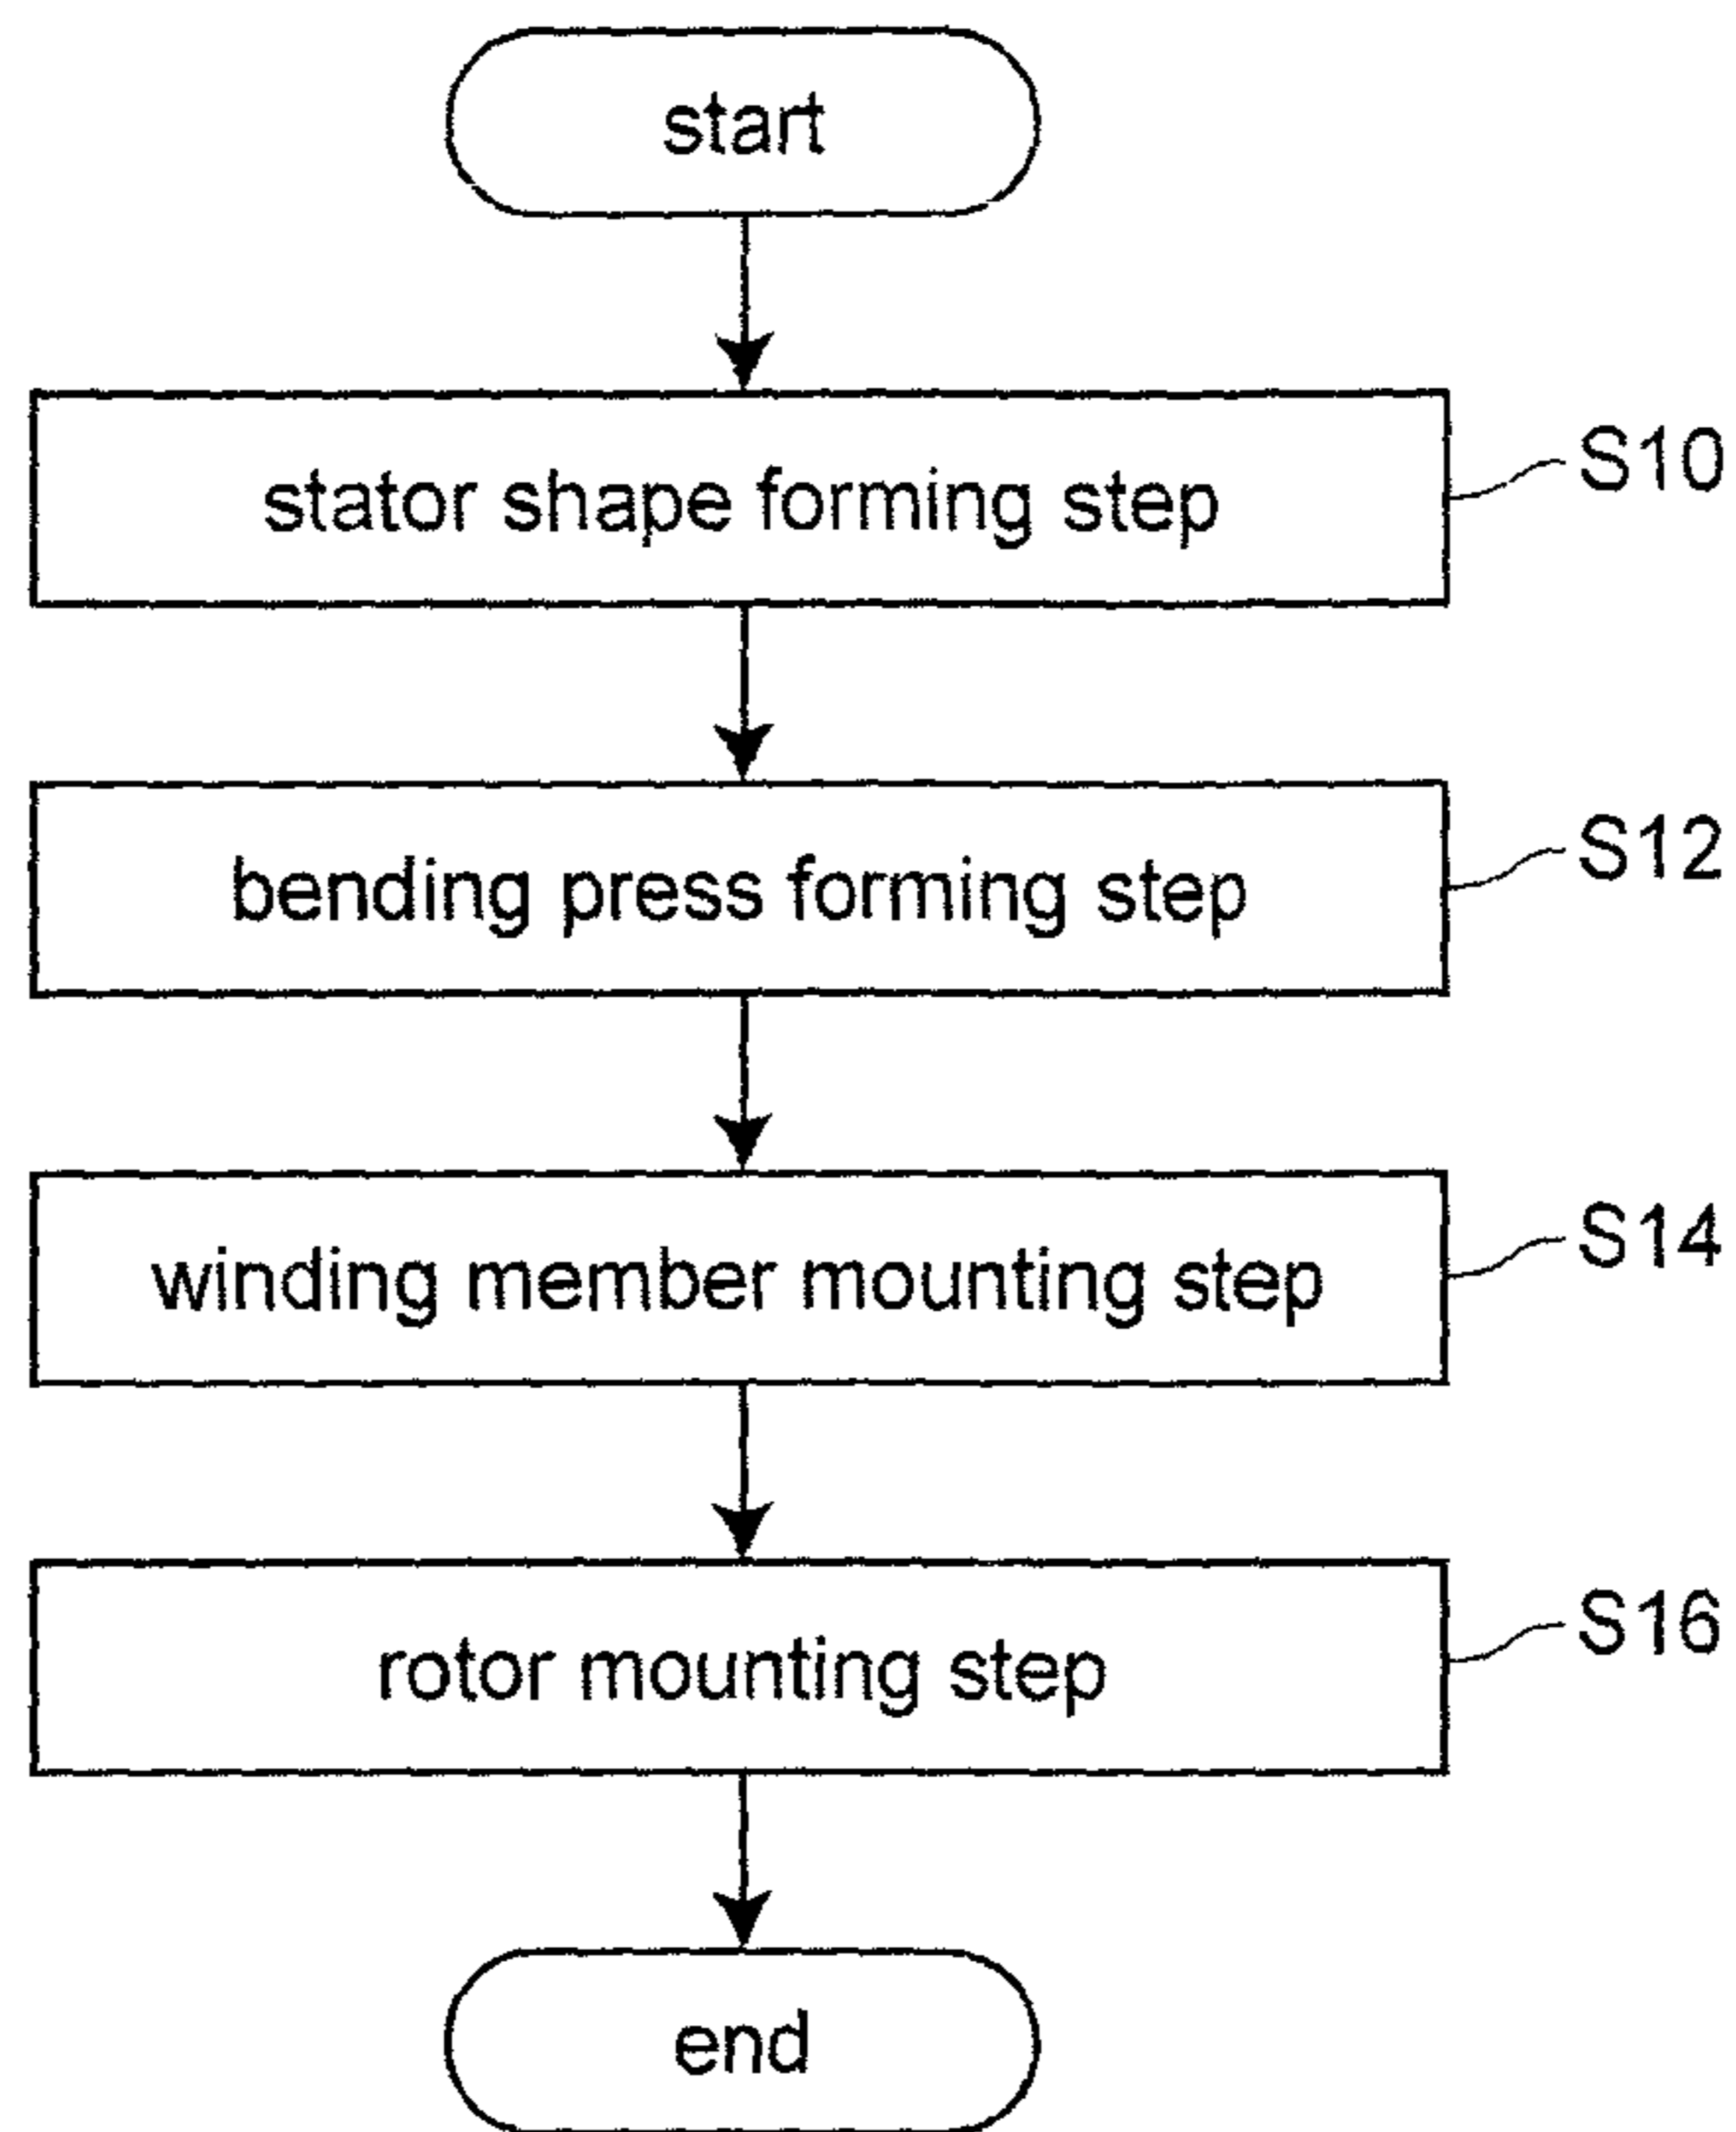 start
stator shape forming step
S10
bending press forming step
S12
winding member mounting step
S14
rotor mounting step
S16
end